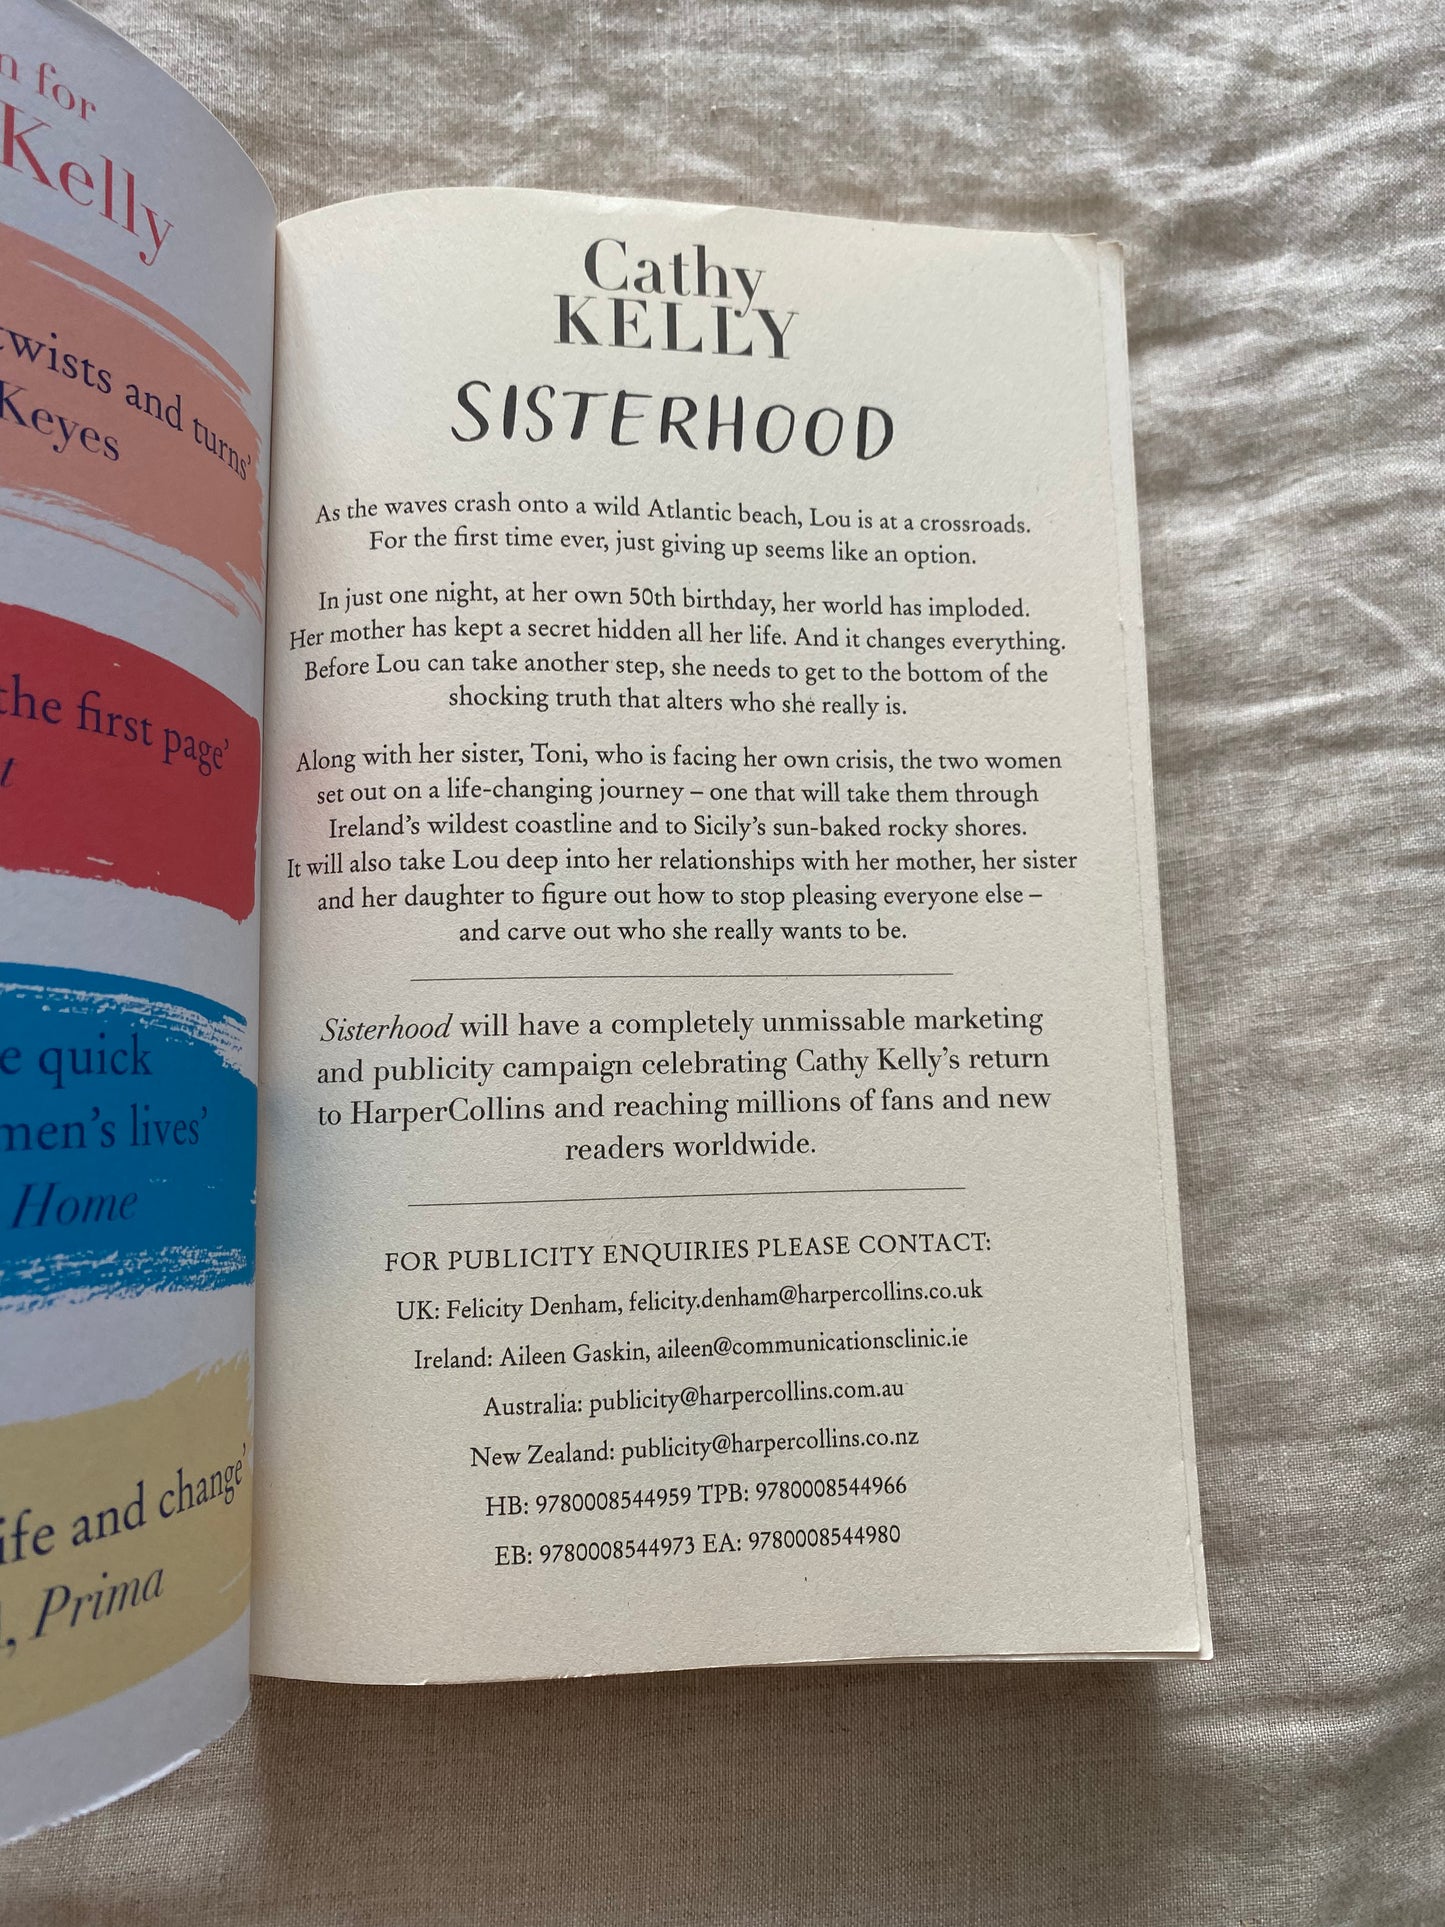 n for
Kelly
twists and turns'
Keyes
the first page'
t
e quick
men's lives'
Home
ife and change'
, Prima
Cathy
KELLY
SISTERHOOD
As the waves crash onto a wild Atlantic beach, Lou is at a crossroads.
For the first time ever, just giving up seems like an option.
In just one night, at her own 50th birthday, her world has imploded.
Her mother has kept a secret hidden all her life. And it changes everything.
Before Lou can take another step, she needs to get to the bottom of the
shocking truth that alters who she really is.
Along with her sister, Toni, who is facing her own crisis, the two women
set out on a life-changing journey – one that will take them through
Ireland's wildest coastline and to Sicily's sun-baked rocky shores.
It will also take Lou deep into her relationships with her mother, her sister
and her daughter to figure out how to stop pleasing everyone else –
and carve out who she really wants to be.
Sisterhood will have a completely unmissable marketing
and publicity campaign celebrating Cathy Kelly's return
to HarperCollins and reaching millions of fans and new
readers worldwide.
FOR PUBLICITY ENQUIRIES PLEASE CONTACT:
UK: Felicity Denham, felicity.denham@harpercollins.co.uk
Ireland: Aileen Gaskin, aileen@communicationsclinic.ie
Australia: publicity@harpercollins.com.au
New Zealand: publicity@harpercollins.co.nz
HB: 9780008544959 TPB: 9780008544966
EB: 9780008544973 EA: 9780008544980